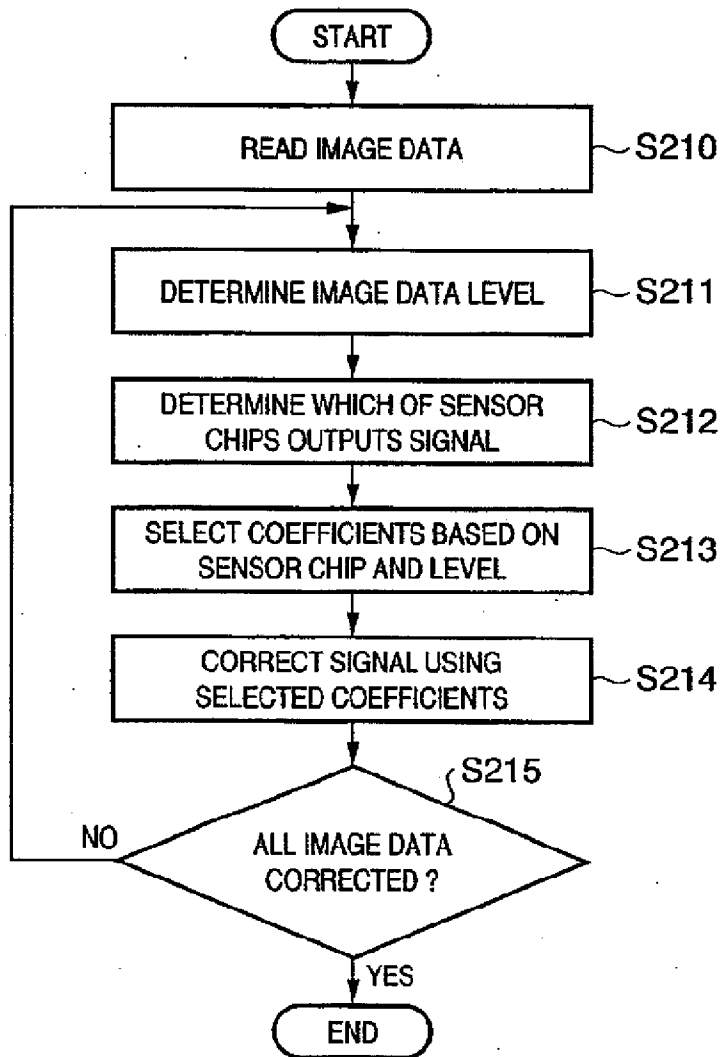 START
READ IMAGE DATA
S210
DETERMINE IMAGE DATA LEVEL
S211
DETERMINE WHICH OF SENSOR
CHIPS OUTPUTS SIGNAL
S212
SELECT COEFFICIENTS BASED ON
SENSOR CHIP AND LEVEL
S213
CORRECT SIGNAL USING
SELECTED COEFFICIENTS
S214
S215
ALL IMAGE DATA
CORRECTED ?
NO
YES
END